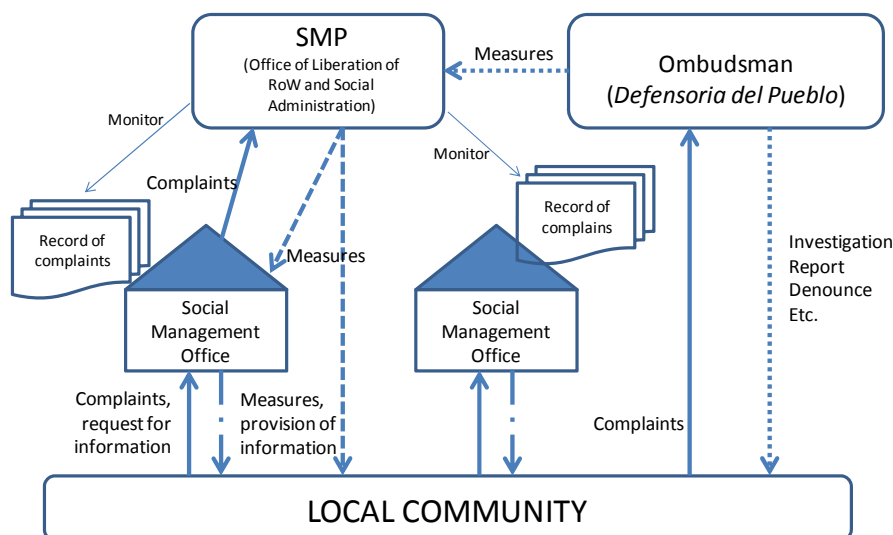 SMP
(Office of Liberation of
RoW and Social
Administration)
Measures
Ombudsman
(Defensoria del Pueblo)
Monitor
Complaints
Monitor
Record of
complaints
Measures
Record of
complains
Investigation
Report
Denounce
Etc.
Social
Management
Office
Social
Management
Office
Complaints,
request for
information
Measures,
provision of
information
Complaints
LOCAL COMMUNITY